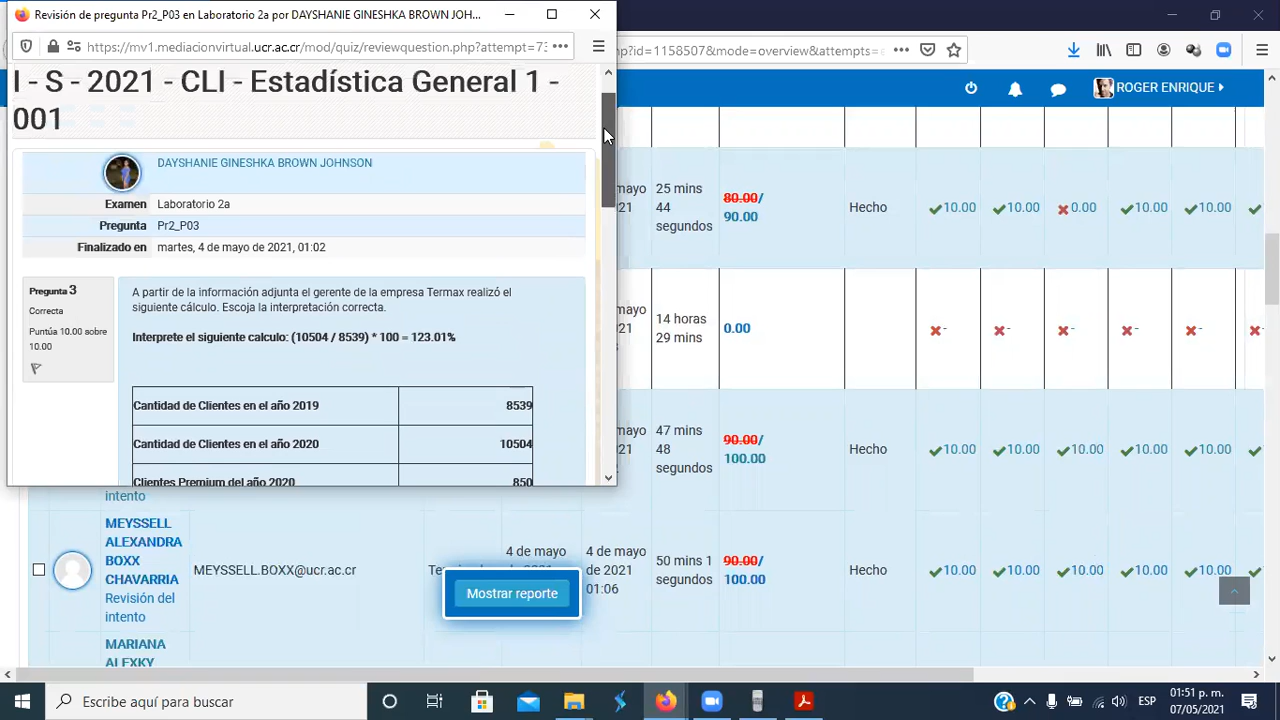 Revisión de pregunta Pr2_P03 en Laboratorio 2a por DAYSHANIE GINESHKA BROWN JOH...
https://mv1.mediacionvirtual.ucr.ac.cr/mod/quiz/reviewquestion.php?attempt=73
I - S - 2021 - CLI - Estadística General 1 -
001
DAYSHANIE GINESHKA BROWN JOHNSON
Examen Laboratorio 2a
Pregunta Pr2_P03
Finalizado en martes, 4 de mayo de 2021, 01:02
Pregunta 3
Correcta
Puntúa 10.00 sobre
10.00
A partir de la información adjunta el gerente de la empresa Termax realizó el
siguiente cálculo. Escoja la interpretación correcta.
Interprete el siguiente calculo: (10504 / 8539) * 100 = 123.01%
Cantidad de Clientes en el año 2019 8539
Cantidad de Clientes en el año 2020 10504
Clientes Premium del año 2020 850
php?id=1158507&mode=overview&attempts=e
ROGER ENRIQUE
mayo
25 mins
44
segundos
80.00/
90.00
Hecho
10.00 10.00 0.00 10.00 10.00
mayo
14 horas
29 mins
0.00
- - - - -
mayo
47 mins
48
segundos
90.00/
100.00
Hecho
10.00 10.00 10.00 10.00 10.00
intento
MEYSSELL
ALEXANDRA
BOXX
CHAVARRIA
Revisión del
intento
MEYSSELL.BOXX@ucr.ac.cr
4 de mayo
4 de mayo
de 2021
01:06
50 mins 1
segundos
90.00/
100.00
Hecho
10.00 10.00 10.00 10.00 10.00
Mostrar reporte
MARIANA
ALEXKY
Escribe aquí para buscar
ESP
01:51 p. m.
07/05/2021